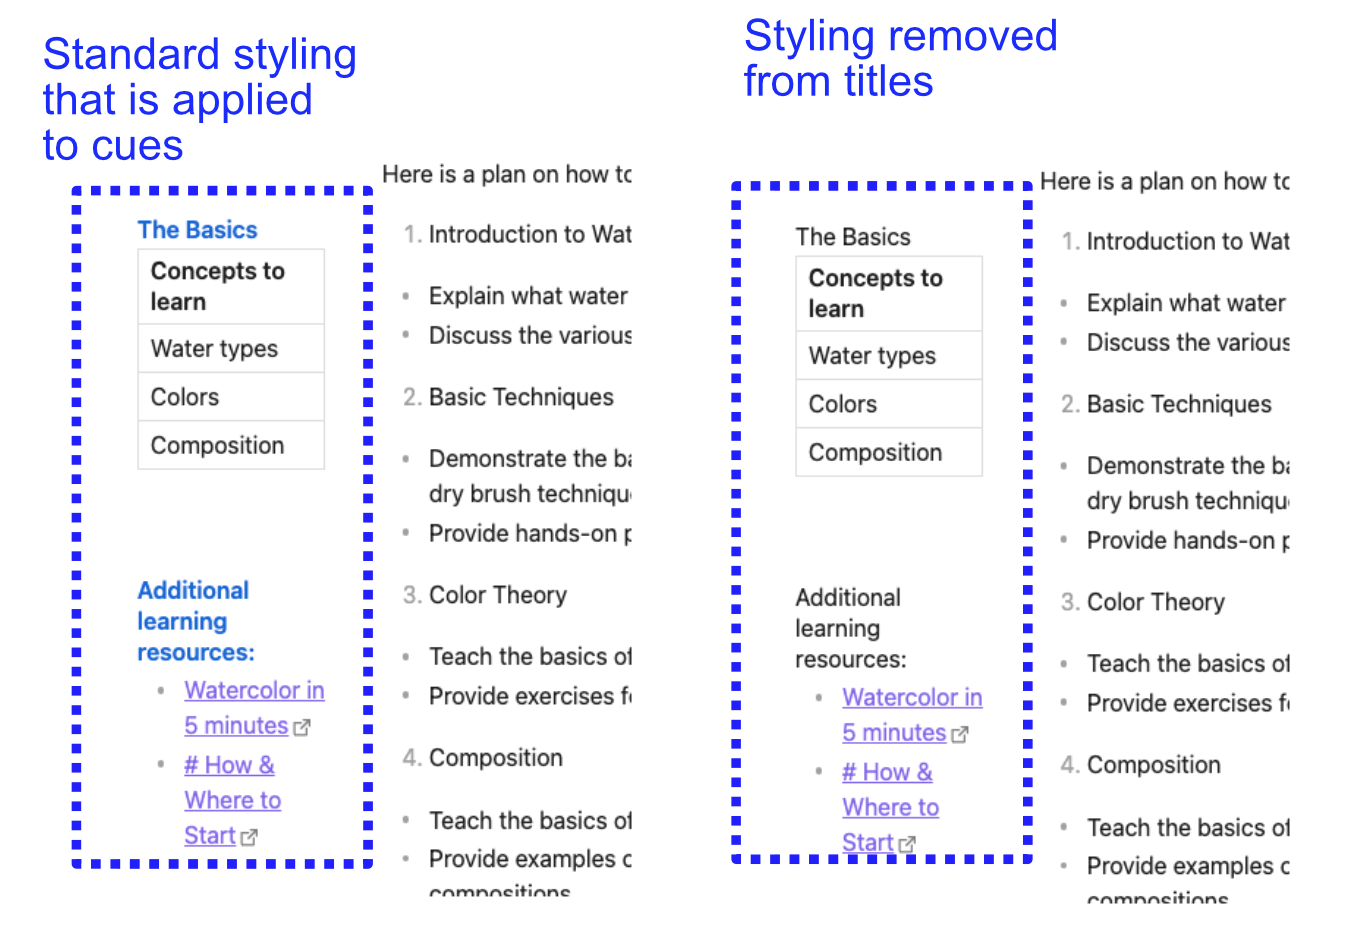 Standard styling
that is applied
to cues
The Basics
Concepts to
learn
Water types
Colors
Composition
Additional
learning
resources:
• Watercolor in
5 minutes
• # How &
Where to
Start
Here is a plan on how to
1. Introduction to Wat
• Explain what water
• Discuss the various
2. Basic Techniques
• Demonstrate the ba
dry brush techniqu
• Provide hands-on p
3. Color Theory
• Teach the basics of
• Provide exercises f
4. Composition
• Teach the basics of
• Provide examples o
compositions
Styling removed
from titles
The Basics
Concepts to
learn
Water types
Colors
Composition
Additional
learning
resources:
• Watercolor in
5 minutes
• # How &
Where to
Start
Here is a plan on how to
1. Introduction to Wat
• Explain what water
• Discuss the various
2. Basic Techniques
• Demonstrate the ba
dry brush techniqu
• Provide hands-on p
3. Color Theory
• Teach the basics of
• Provide exercises f
4. Composition
• Teach the basics of
• Provide examples o
compositions